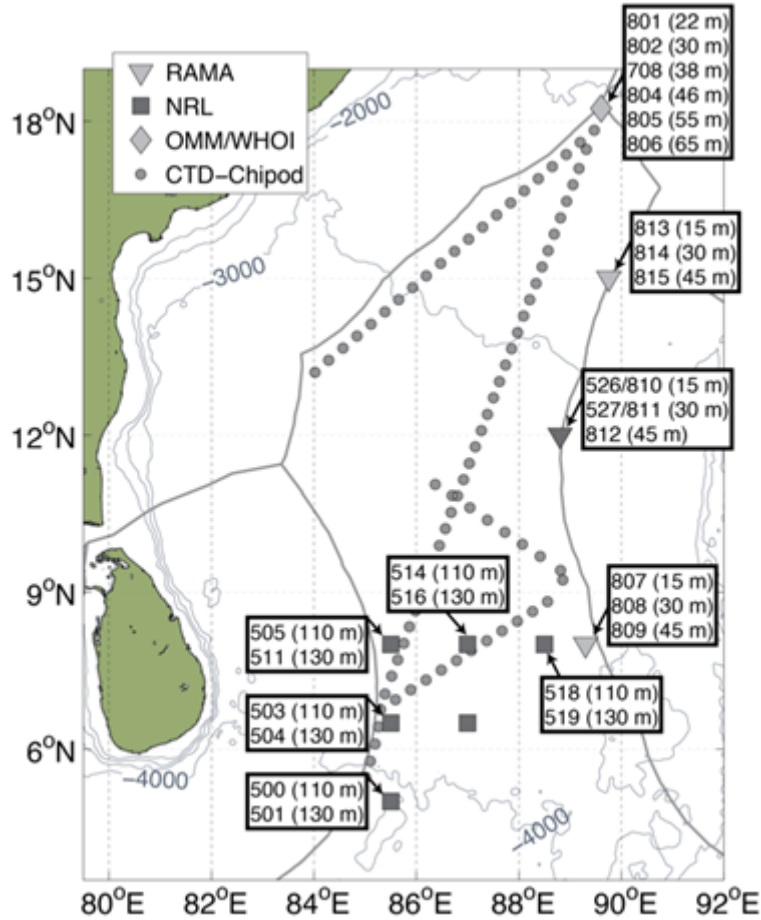 801 (22 m)
802 (30 m)
708 (38 m)
804 (46 m)
805 (55 m)
806 (65 m)
RAMA
NRL
OMM/WHOI
CTD-Chipod
−2000
18°N
813 (15 m)
814 (30 m)
815 (45 m)
−3000
15°N
526/810 (15 m)
527/811 (30 m)
812 (45 m)
12°N
514 (110 m)
516 (130 m)
807 (15 m)
808 (30 m)
809 (45 m)
9°N
505 (110 m)
511 (130 m)
518 (110 m)
519 (130 m)
503 (110 m)
504 (130 m)
6°N
−4000
500 (110 m)
501 (130 m)
−4000
80°E 82°E 84°E 86°E 88°E 90°E 92°E